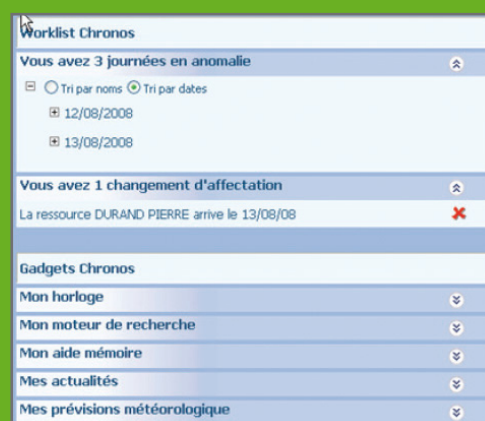 Worklist Chronos
Vous avez 3 journées en anomalie
Tri par noms Tri par dates
12/08/2008
13/08/2008
Vous avez 1 changement d'affectation
La ressource DURAND PIERRE arrive le 13/08/08
Gadgets Chronos
Mon horloge
Mon moteur de recherche
Mon aide mémoire
Mes actualités
Mes prévisions météorologique